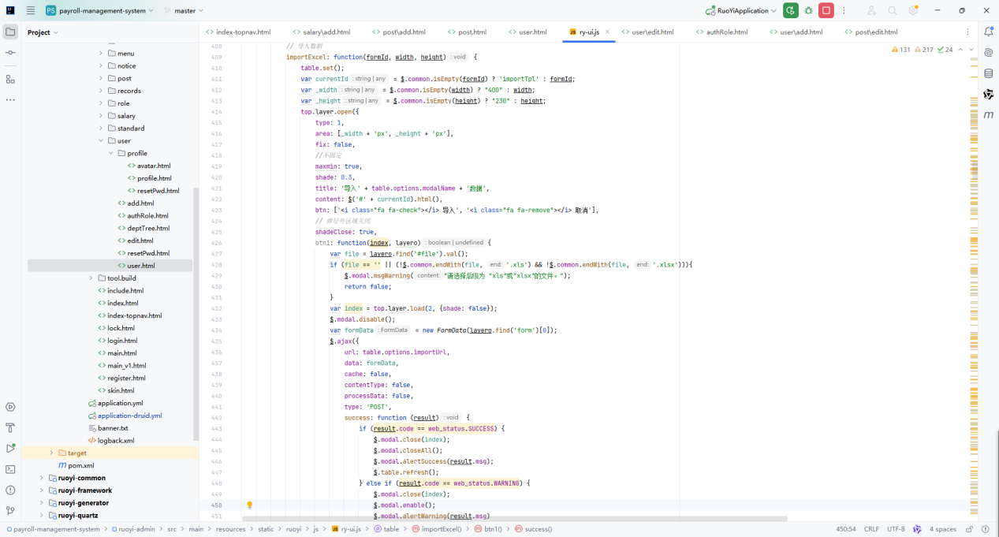 payroll-management-system
master
RuoYiApplication
Project
index-topnav.html
salary\add.html
post\add.html
post.html
user.html
ry-ui.js
user\edit.html
authRole.html
user\add.html
post\edit.html
menu
notice
post
records
role
salary
standard
user
profile
avatar.html
profile.html
resetPwd.html
add.html
authRole.html
deptTree.html
edit.html
resetPwd.html
user.html
tool.build
include.html
index.html
index-topnav.html
lock.html
login.html
main.html
main_v1.html
register.html
skin.html
application.yml
application-druid.yml
banner.txt
logback.xml
target
pom.xml
ruoyi-common
ruoyi-framework
ruoyi-generator
ruoyi-quartz
131 217 24
408 // 导入数据
409 importExcel: function(formId, width, height) : void {
410 table.set();
411 var currentId : string | any = $.common.isEmpty(formId) ? 'importTpl' : formId;
412 var _width : string | any = $.common.isEmpty(width) ? "400" : width;
413 var _height : string | any = $.common.isEmpty(height) ? "230" : height;
414 top.layer.open({
415 type: 1,
416 area: [_width + 'px', _height + 'px'],
417 fix: false,
418 //不固定
419 maxmin: true,
420 shade: 0.3,
421 title: '导入' + table.options.modalName + '数据',
422 content: $('#' + currentId).html(),
423 btn: ['<i class="fa fa-check"></i> 导入', '<i class="fa fa-remove"></i> 取消'],
424 // 弹层外区域关闭
425 shadeClose: true,
426 btn1: function(index, layero) : boolean | undefined {
427 var file = layero.find('#file').val();
428 if (file == '' || (!$.common.endWith(file, end: '.xls') && !$.common.endWith(file, end: '.xlsx'))){
429 $.modal.msgWarning( content: "请选择后缀为 “xls”或“xlsx”的文件。");
430 return false;
431 }
432 var index = top.layer.load(2, {shade: false});
433 $.modal.disable();
434 var formData : FormData = new FormData(layero.find('form')[0]);
435 $.ajax({
436 url: table.options.importUrl,
437 data: formData,
438 cache: false,
439 contentType: false,
440 processData: false,
441 type: 'POST',
442 success: function (result) : void {
443 if (result.code == web_status.SUCCESS) {
444 $.modal.close(index);
445 $.modal.closeAll();
446 $.modal.alertSuccess(result.msg);
447 $.table.refresh();
448 } else if (result.code == web_status.WARNING) {
449 $.modal.close(index);
450 $.modal.enable();
451 $.modal.alertWarning(result.msg)
payroll-management-system > ruoyi-admin > src > main > resources > static > ruoyi > js > ry-ui.js > table > importExcel() > btn1() > success()
450:54 CRLF UTF-8 4 spaces